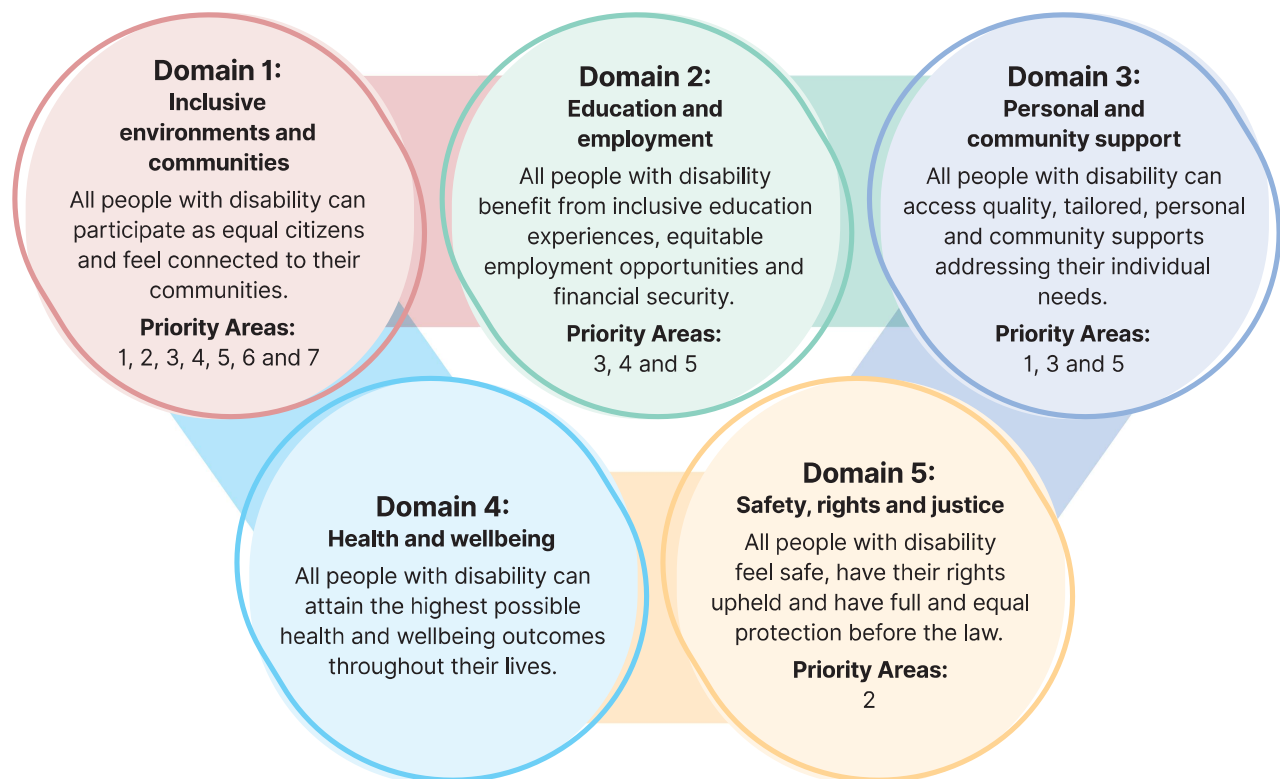 Domain 1:
Inclusive
environments and
communities
All people with disability can
participate as equal citizens
and feel connected to their
communities.
Priority Areas:
1, 2, 3, 4, 5, 6 and 7
Domain 2:
Education and
employment
All people with disability
benefit from inclusive education
experiences, equitable
employment opportunities and
financial security.
Priority Areas:
3, 4 and 5
Domain 3:
Personal and
community support
All people with disability can
access quality, tailored, personal
and community supports
addressing their individual
needs.
Priority Areas:
1, 3 and 5
Domain 4:
Health and wellbeing
All people with disability can
attain the highest possible
health and wellbeing outcomes
throughout their lives.
Domain 5:
Safety, rights and justice
All people with disability
feel safe, have their rights
upheld and have full and equal
protection before the law.
Priority Areas:
2